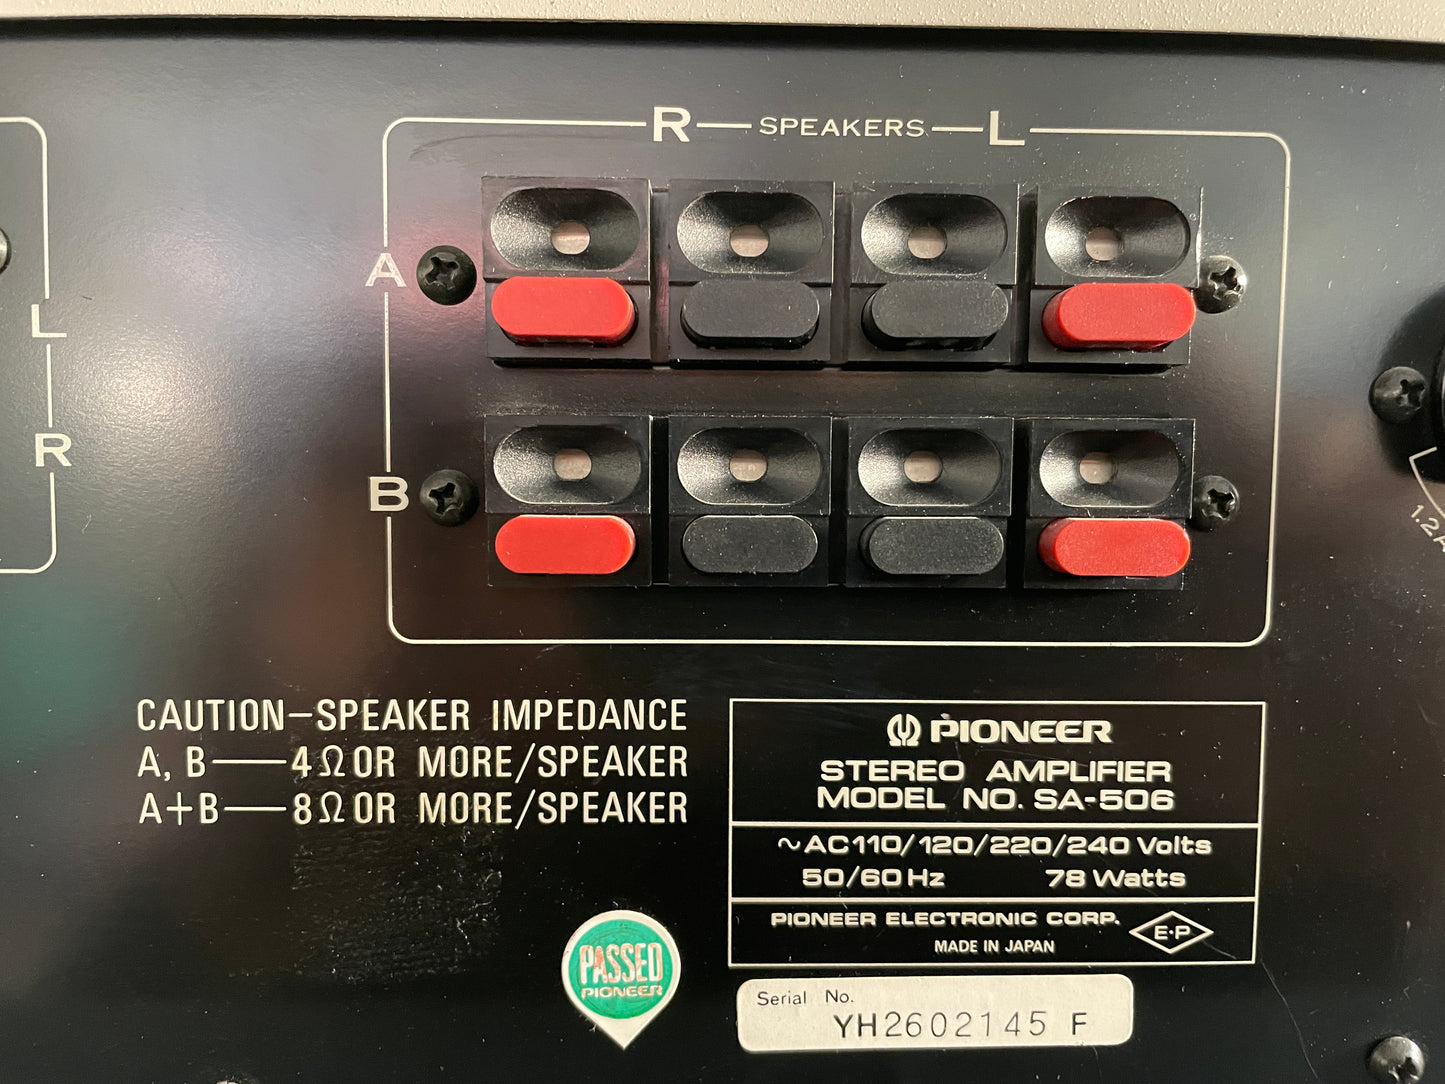 R SPEAKERS L
A
L
R
B
1.2A
CAUTION–SPEAKER IMPEDANCE
A, B — 4Ω OR MORE/SPEAKER
A+B — 8Ω OR MORE/SPEAKER
PIONEER
STEREO AMPLIFIER
MODEL NO. SA-506
~AC110/120/220/240 Volts
50/60Hz 78 Watts
PIONEER ELECTRONIC CORP.
MADE IN JAPAN
E·P
PASSED
PIONEER
Serial No.
YH2602145 F